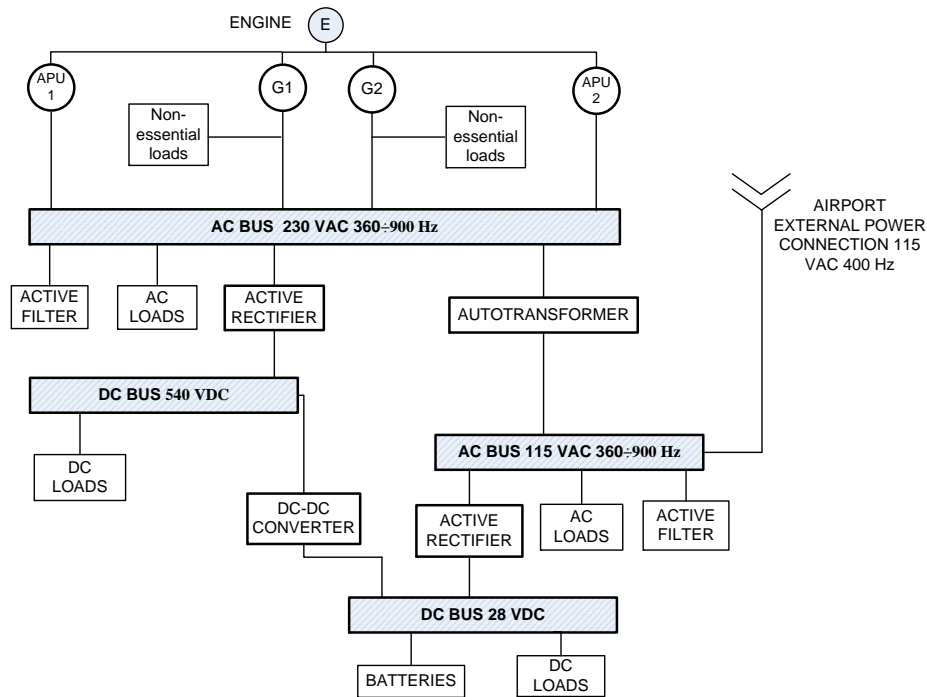 ENGINE
E
APU
1
G1
G2
APU
2
Non-
essential
loads
Non-
essential
loads
AC BUS 230 VAC 360÷900 Hz
AIRPORT
EXTERNAL POWER
CONNECTION 115
VAC 400 Hz
ACTIVE
FILTER
AC
LOADS
ACTIVE
RECTIFIER
AUTOTRANSFORMER
DC BUS 540 VDC
AC BUS 115 VAC 360÷900 Hz
DC
LOADS
DC-DC
CONVERTER
ACTIVE
RECTIFIER
AC
LOADS
ACTIVE
FILTER
DC BUS 28 VDC
BATTERIES
DC
LOADS